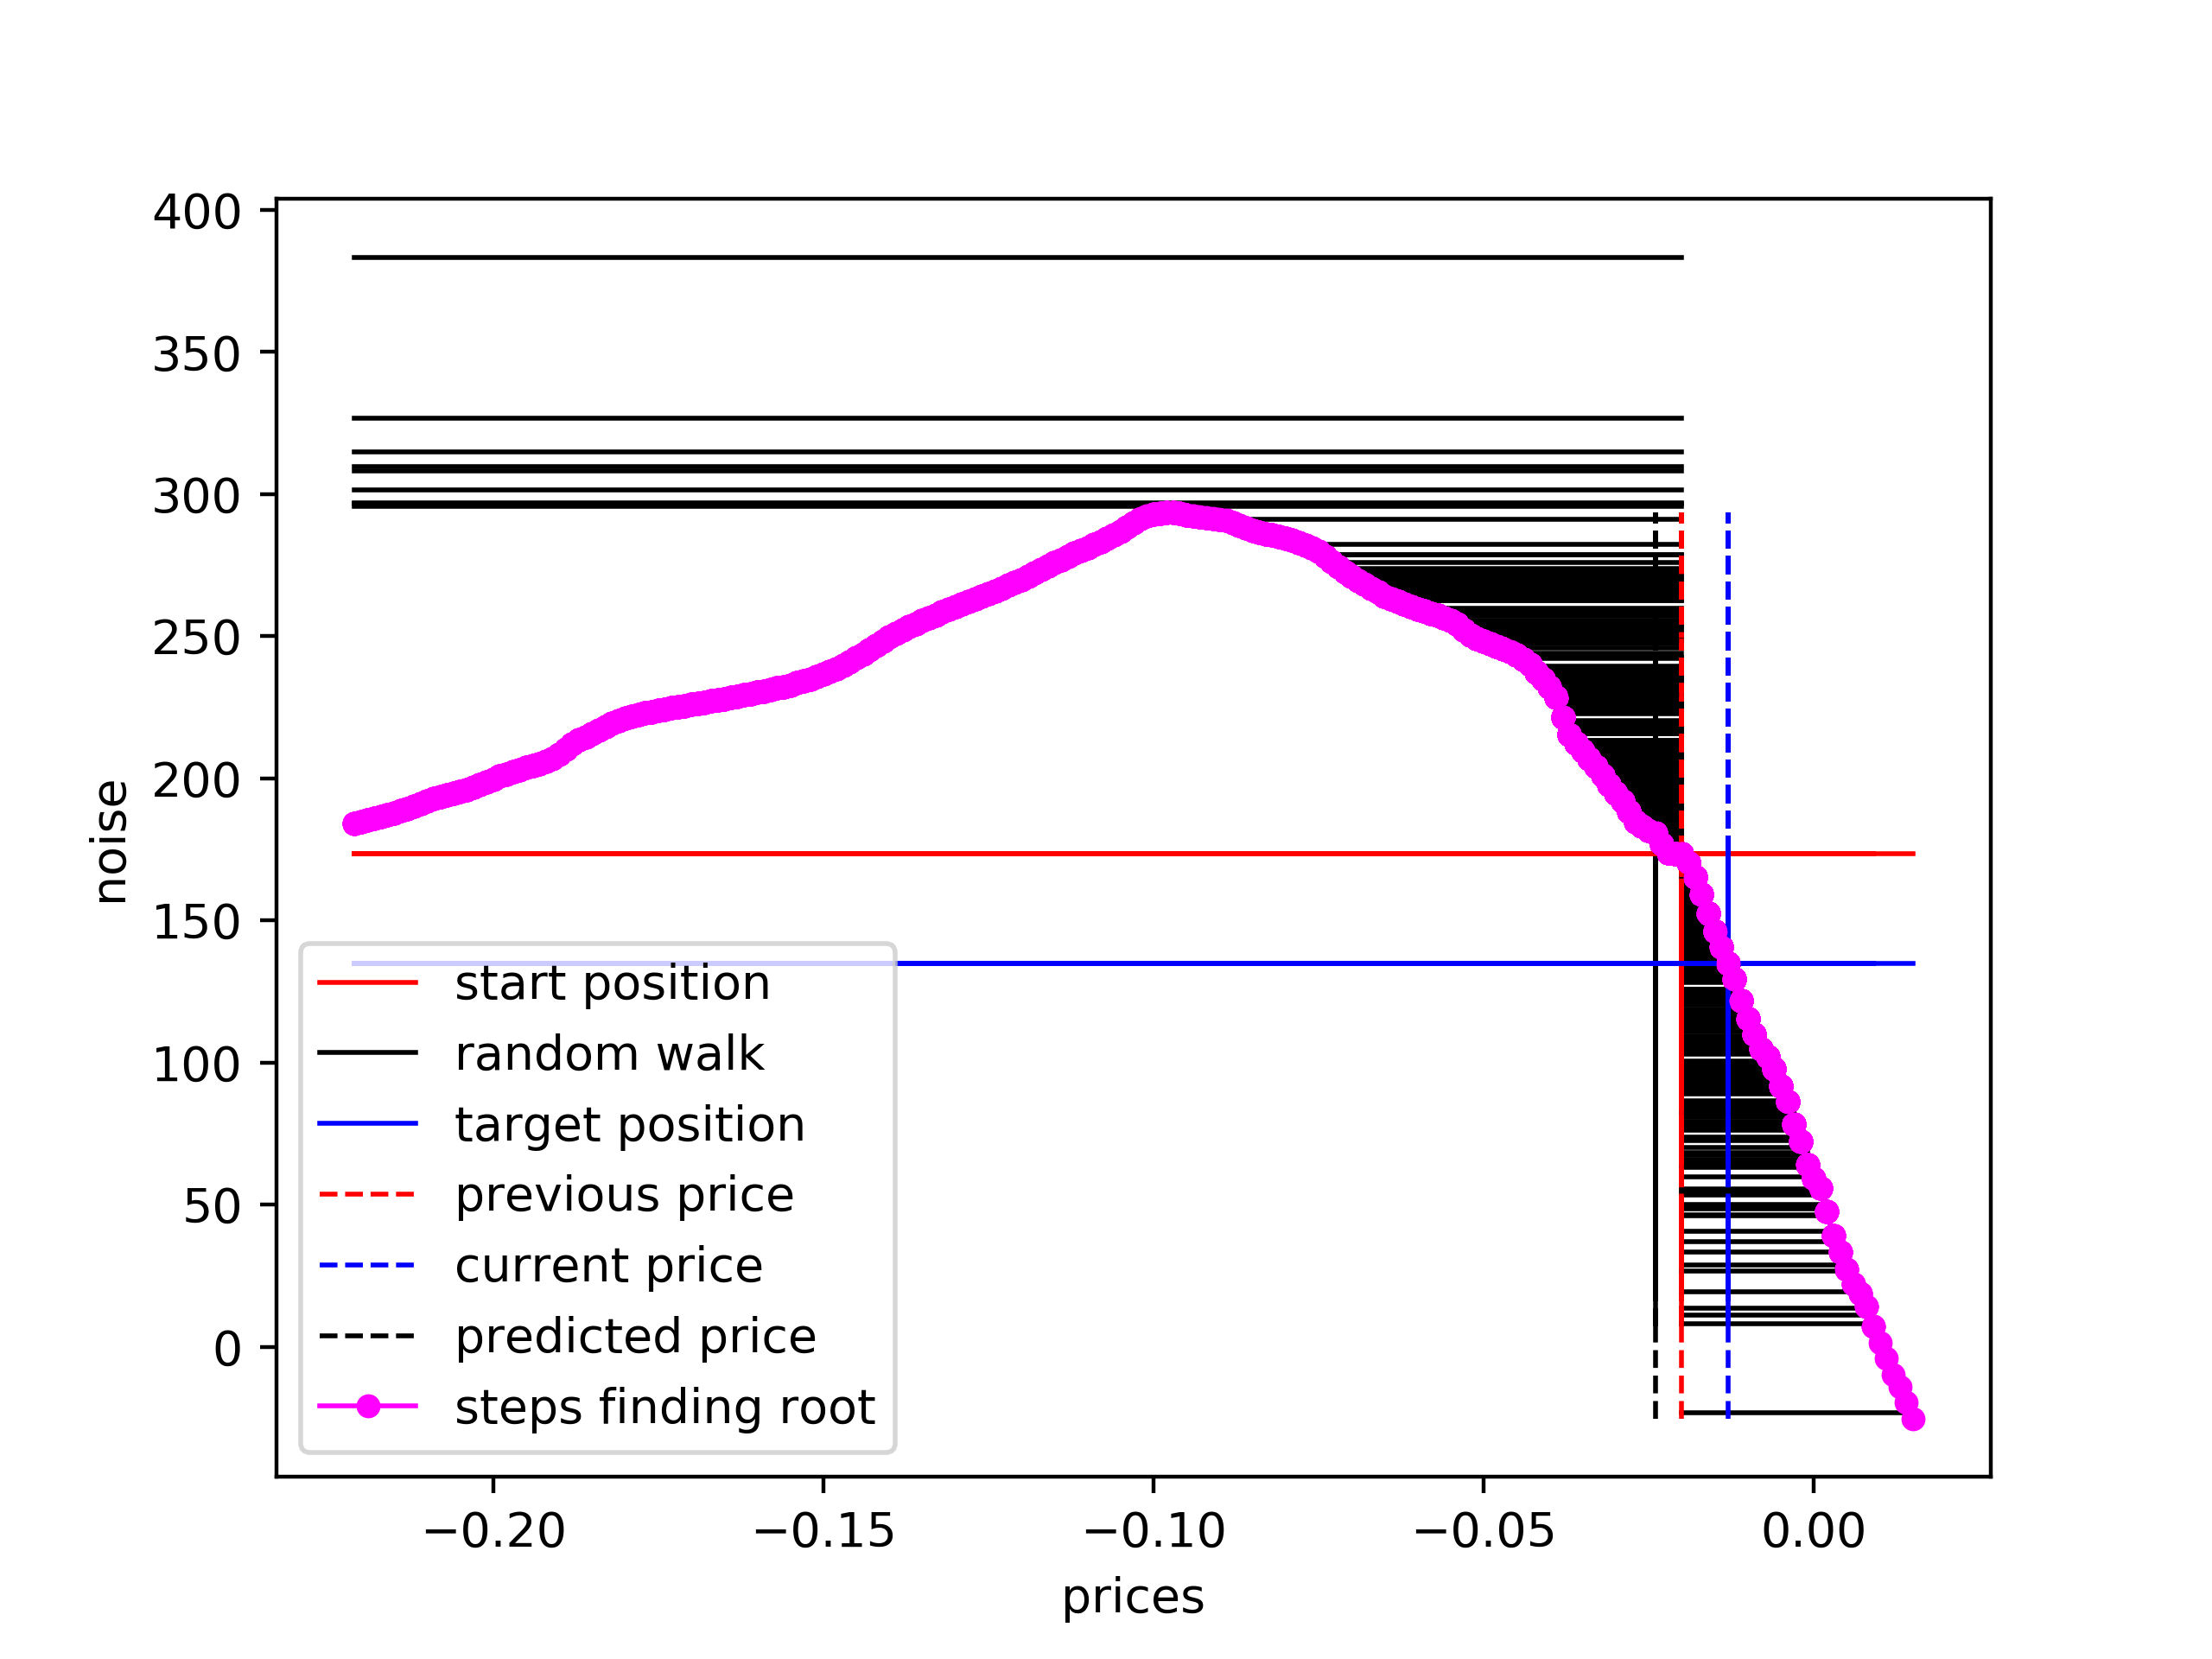 400
350
300
250
200
150
100
50
0
noise
start position
random walk
target position
previous price
current price
predicted price
steps finding root
−0.20 −0.15 −0.10 −0.05 0.00
prices